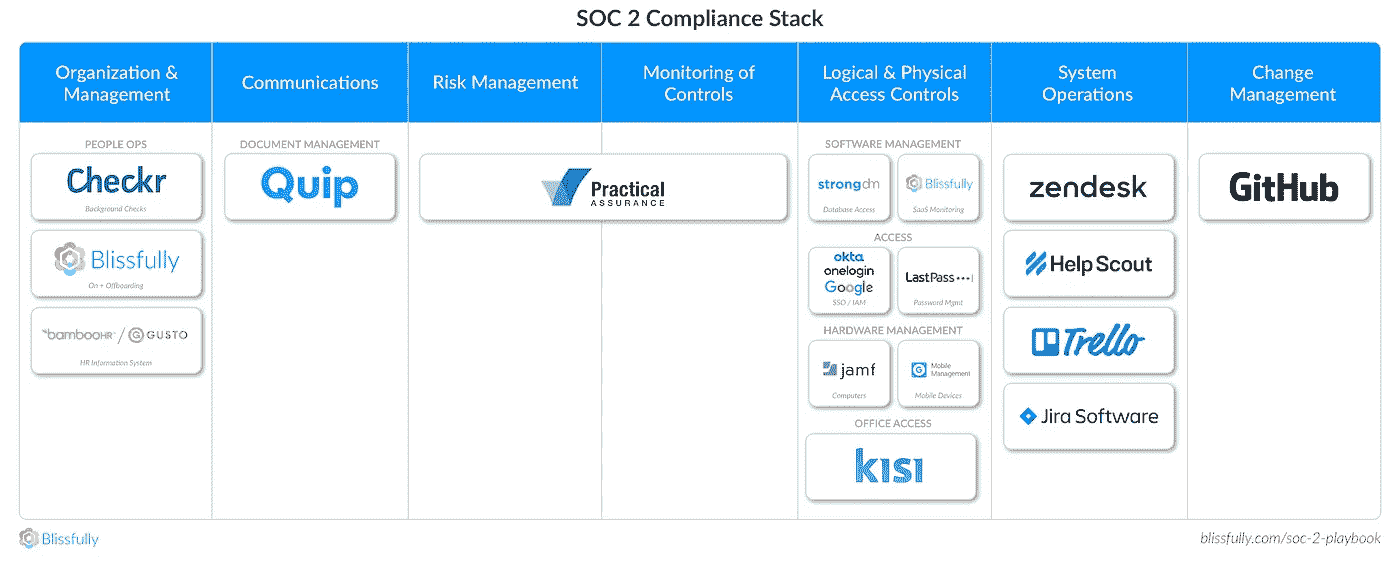 SOC 2 Compliance Stack
Organization &
Management
Communications
Risk Management
Monitoring of
Controls
Logical & Physical
Access Controls
System
Operations
Change
Management
PEOPLE OPS
Checkr
Background Checks
Blissfully
On + Offboarding
bambooHR / G GUSTO
HR Information System
DOCUMENT MANAGEMENT
Quip
Practical
ASSURANCE
SOFTWARE MANAGEMENT
strongdm
Database Access
Blissfully
SaaS Monitoring
ACCESS
okta
onelogin
Google
SSO / IAM
LastPass
Password Mgmt
HARDWARE MANAGEMENT
jamf
Computers
G Mobile
Management
Mobile Devices
OFFICE ACCESS
kisi
zendesk
Help Scout
Trello
Jira Software
GitHub
Blissfully
blissfully.com/soc-2-playbook